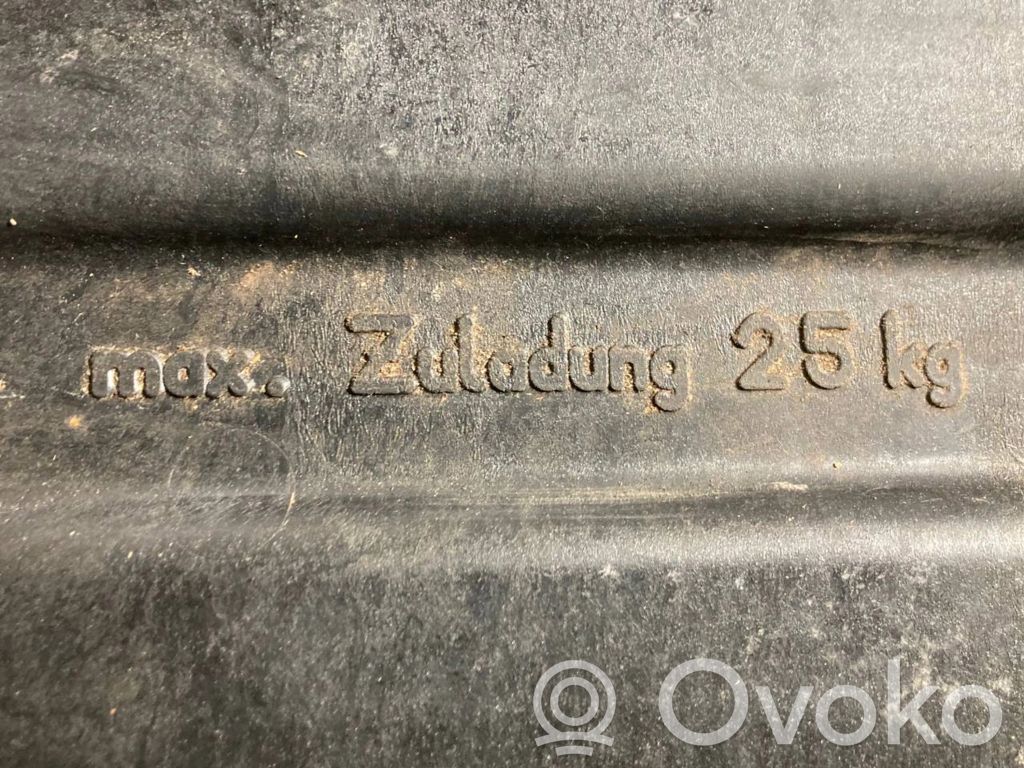 max. Zuladung 25 kg
Ovoko